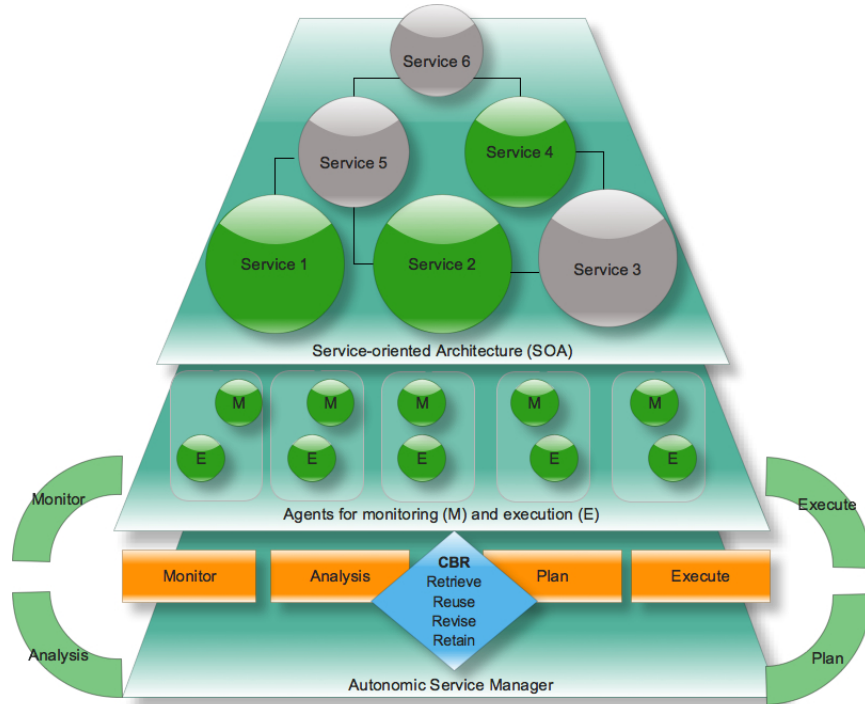 Service 6
Service 5
Service 4
Service 1
Service 2
Service 3
Service-oriented Architecture (SOA)
M M M M M
E E E E E
Agents for monitoring (M) and execution (E)
Monitor
Execute
Monitor
Analysis
CBR
Retrieve
Reuse
Revise
Retain
Plan
Execute
Analysis
Plan
Autonomic Service Manager